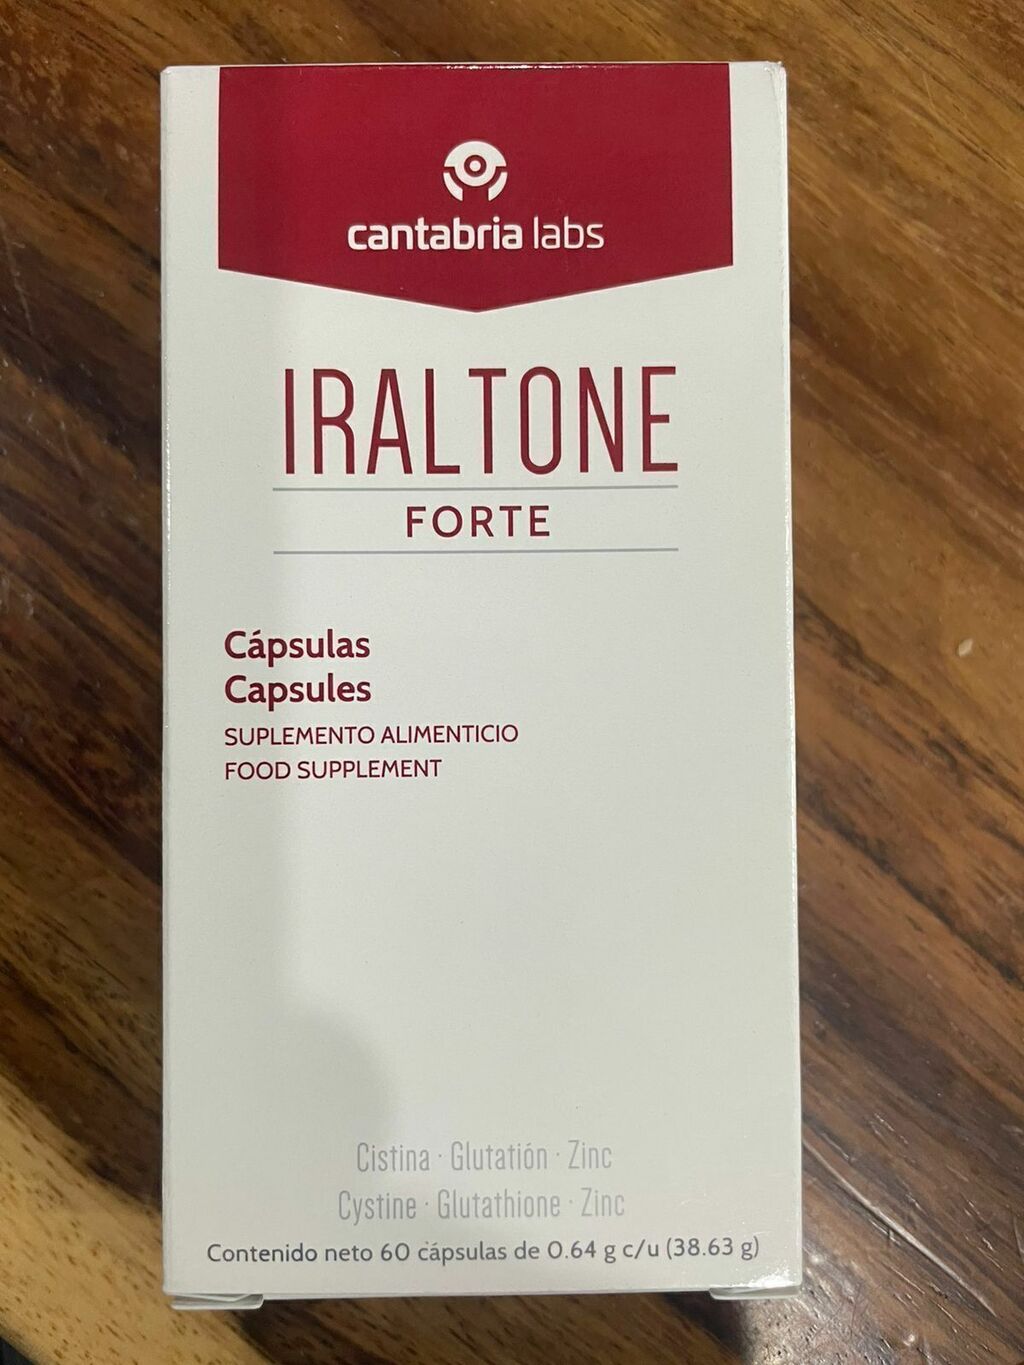 cantabria labs
IRALTONE
FORTE
Cápsulas
Capsules
SUPLEMENTO ALIMENTICIO
FOOD SUPPLEMENT
Cistina · Glutatión · Zinc
Cystine · Glutathione · Zinc
Contenido neto 60 cápsulas de 0.64 g c/u (38.63 g)